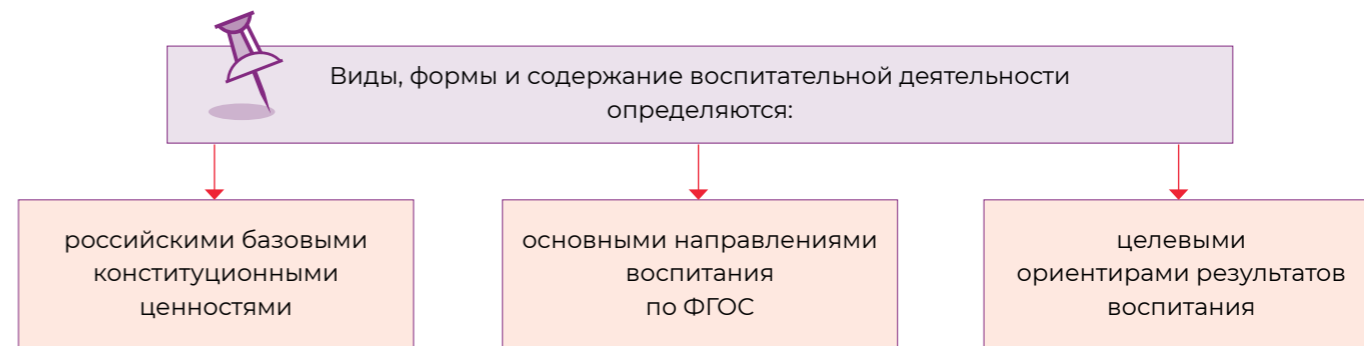 Виды, формы и содержание воспитательной деятельности
определяются:
российскими базовыми
конституционными
ценностями
основными направлениями
воспитания
по ФГОС
целевыми
ориентирами результатов
воспитания